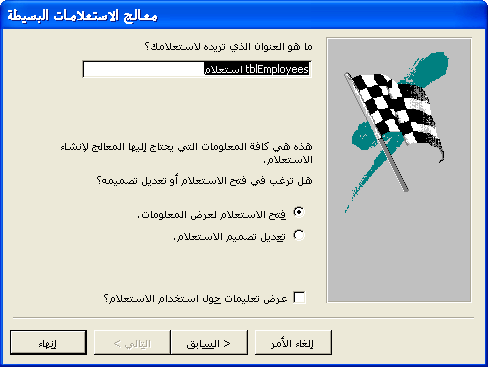 معالج الاستعلامات البسيطة
ما هو العنوان الذي تريده لاستعلامك؟
tblEmployees استعلام
هذه هي كافة المعلومات التي يحتاج إليها المعالج لإنشاء
الاستعلام.
هل ترغب في فتح الاستعلام أو تعديل تصميمه؟
فتح الاستعلام لعرض المعلومات.
تعديل تصميم الاستعلام.
عرض تعليمات حول استخدام الاستعلام؟
إلغاء الأمر
< السابق
التالي >
إنهاء